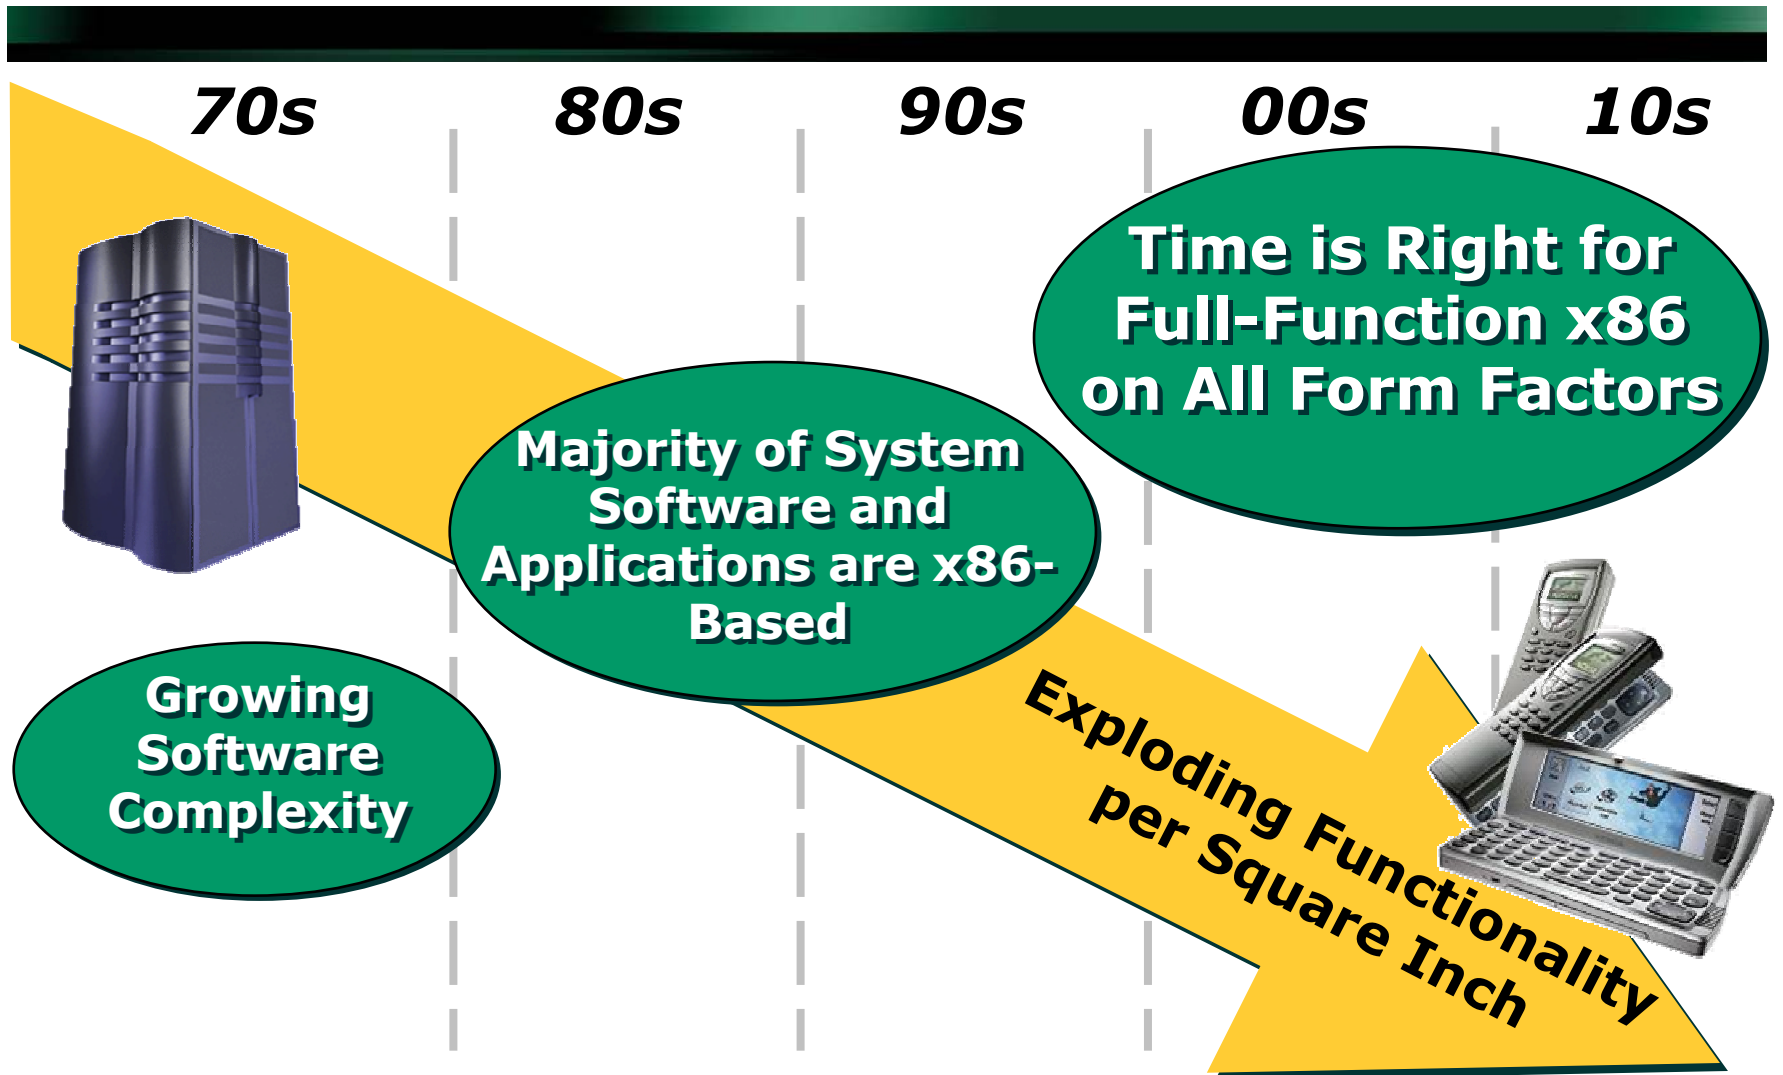 70s 80s 90s 00s 10s
Time is Right for
Full-Function x86
on All Form Factors
Majority of System
Software and
Applications are x86-
Based
Growing
Software
Complexity
Exploding Functionality
per Square Inch